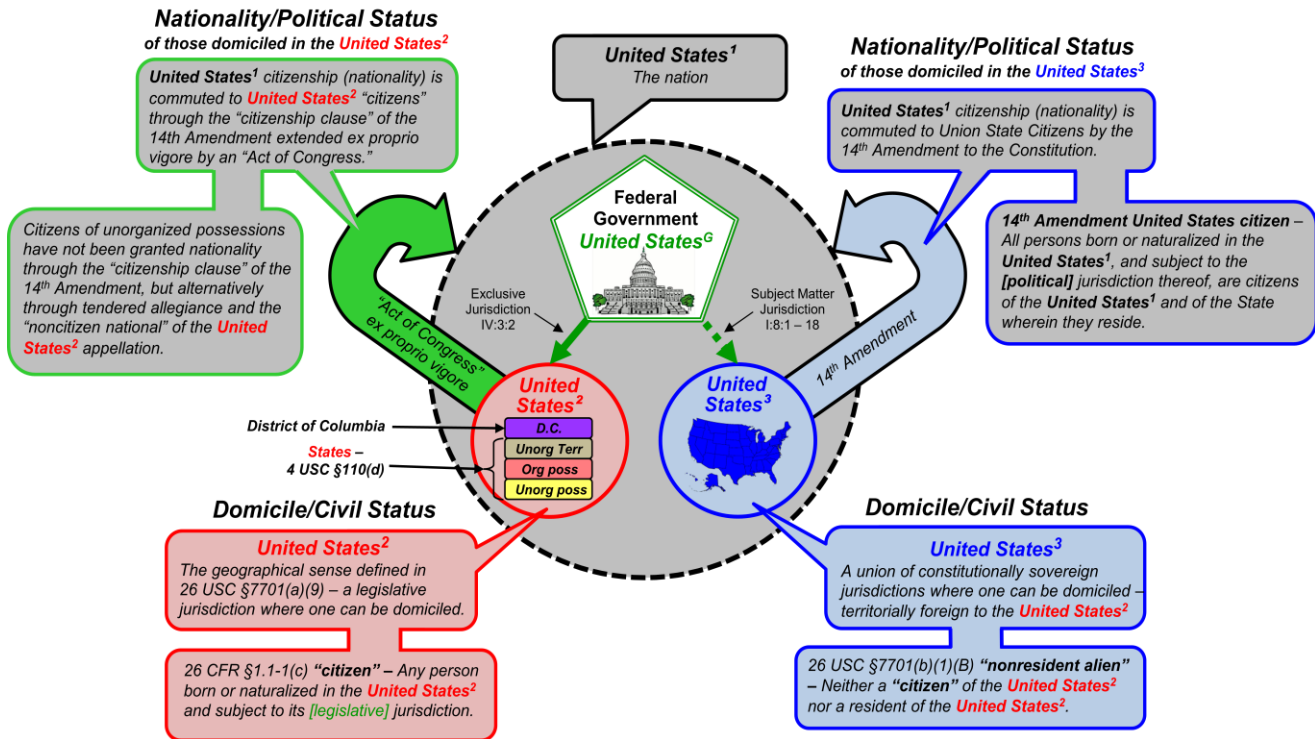 Nationality/Political Status
of those domiciled in the United States²
United States¹ citizenship (nationality) is
commuted to United States² “citizens”
through the “citizenship clause” of the
14th Amendment extended ex proprio
vigore by an “Act of Congress.”
Citizens of unorganized possessions
have not been granted nationality
through the “citizenship clause” of the
14th Amendment, but alternatively
through tendered allegiance and the
“noncitizen national” of the United
States² appellation.
United States¹
The nation
Nationality/Political Status
of those domiciled in the United States³
United States¹ citizenship (nationality) is
commuted to Union State Citizens by the
14th Amendment to the Constitution.
14th Amendment United States citizen –
All persons born or naturalized in the
United States¹, and subject to the
[political] jurisdiction thereof, are citizens
of the United States¹ and of the State
wherein they reside.
Federal
Government
United Statesᴳ
Exclusive
Jurisdiction
IV:3:2
Subject Matter
Jurisdiction
I:8:1 – 18
“Act of Congress”
ex proprio vigore
14th Amendment
United
States²
D.C.
Unorg Terr
Org poss
Unorg poss
District of Columbia
States –
4 USC §110(d)
United
States³
Domicile/Civil Status
United States²
The geographical sense defined in
26 USC §7701(a)(9) – a legislative
jurisdiction where one can be domiciled.
26 CFR §1.1-1(c) “citizen” – Any person
born or naturalized in the United States²
and subject to its [legislative] jurisdiction.
Domicile/Civil Status
United States³
A union of constitutionally sovereign
jurisdictions where one can be domiciled –
territorially foreign to the United States²
26 USC §7701(b)(1)(B) “nonresident alien”
– Neither a “citizen” of the United States²
nor a resident of the United States².